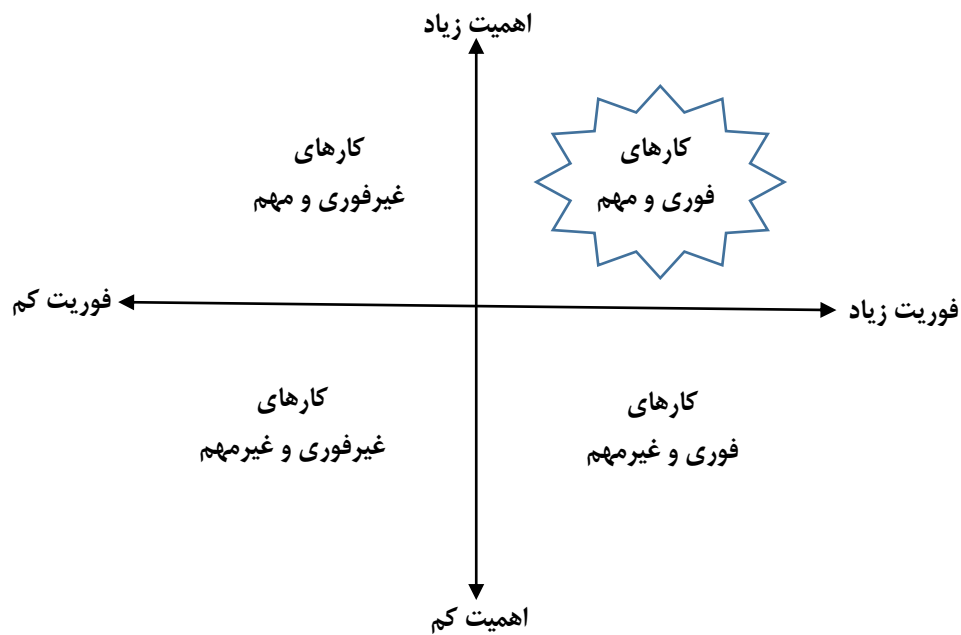 اهمیت زیاد
کارهای
فوری و مهم
کارهای
غیرفوری و مهم
فوریت زیاد
فوریت کم
کارهای
فوری و غیرمهم
کارهای
غیرفوری و غیرمهم
اهمیت کم